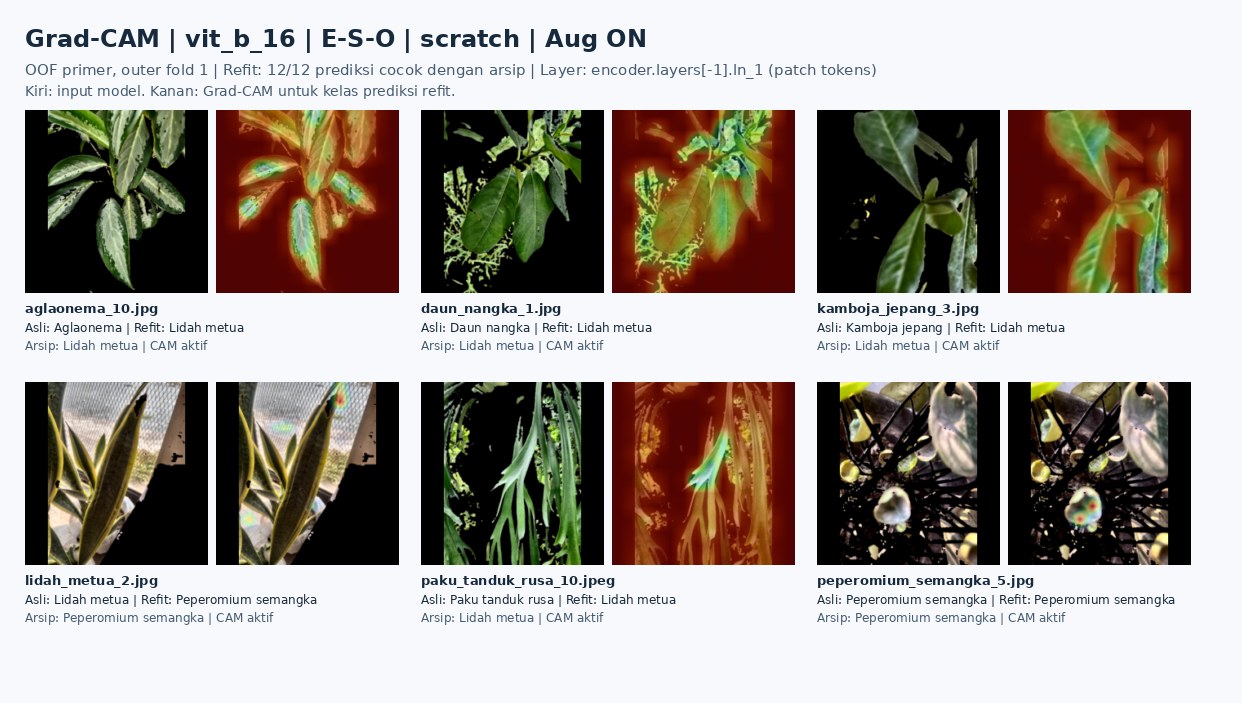 Grad-CAM | vit_b_16 | E-S-O | scratch | Aug ON
OOF primer, outer fold 1 | Refit: 12/12 prediksi cocok dengan arsip | Layer: encoder.layers[-1].ln_1 (patch tokens)
Kiri: input model. Kanan: Grad-CAM untuk kelas prediksi refit.
aglaonema_10.jpg
Asli: Aglaonema | Refit: Lidah metua
Arsip: Lidah metua | CAM aktif
daun_nangka_1.jpg
Asli: Daun nangka | Refit: Lidah metua
Arsip: Lidah metua | CAM aktif
kamboja_jepang_3.jpg
Asli: Kamboja jepang | Refit: Lidah metua
Arsip: Lidah metua | CAM aktif
lidah_metua_2.jpg
Asli: Lidah metua | Refit: Peperomium semangka
Arsip: Peperomium semangka | CAM aktif
paku_tanduk_rusa_10.jpeg
Asli: Paku tanduk rusa | Refit: Lidah metua
Arsip: Lidah metua | CAM aktif
peperomium_semangka_5.jpg
Asli: Peperomium semangka | Refit: Peperomium semangka
Arsip: Peperomium semangka | CAM aktif